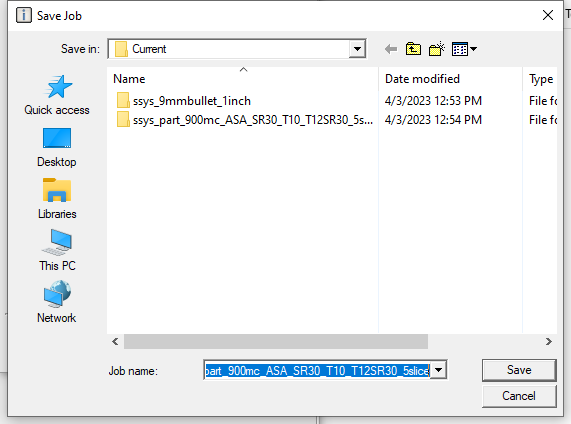 Save Job
Save in: Current
Name Date modified Type
ssys_9mmbullet_1inch 4/3/2023 12:53 PM File fo
ssys_part_900mc_ASA_SR30_T10_T12SR30_5s... 4/3/2023 12:54 PM File fo
Quick access
Desktop
Libraries
This PC
Network
Job name: part_900mc_ASA_SR30_T10_T12SR30_5slice
Save
Cancel